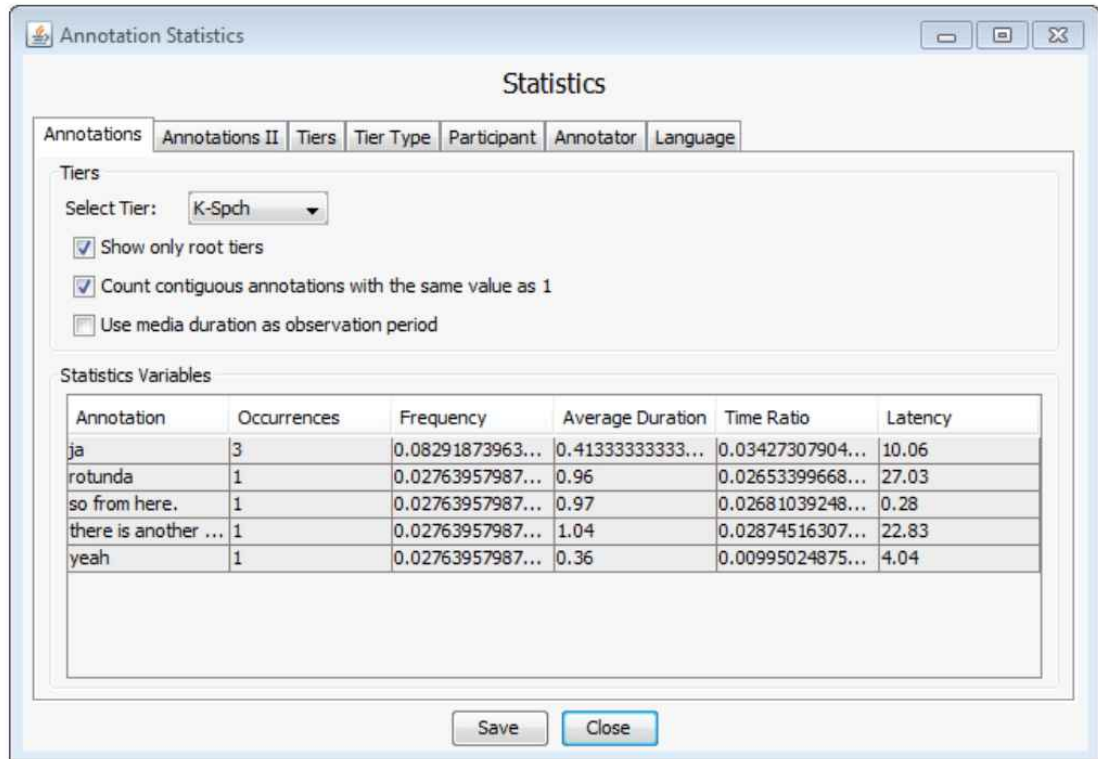 Annotation Statistics
Statistics
Annotations Annotations II Tiers Tier Type Participant Annotator Language
Tiers
Select Tier: K-Spch
Show only root tiers
Count contiguous annotations with the same value as 1
Use media duration as observation period
Statistics Variables
Annotation Occurrences Frequency Average Duration Time Ratio Latency
ja 3 0.08291873963... 0.41333333333... 0.03427307904... 10.06
rotunda 1 0.02763957987... 0.96 0.02653399668... 27.03
so from here. 1 0.02763957987... 0.97 0.02681039248... 0.28
there is another ... 1 0.02763957987... 1.04 0.02874516307... 22.83
yeah 1 0.02763957987... 0.36 0.00995024875... 4.04
Save Close